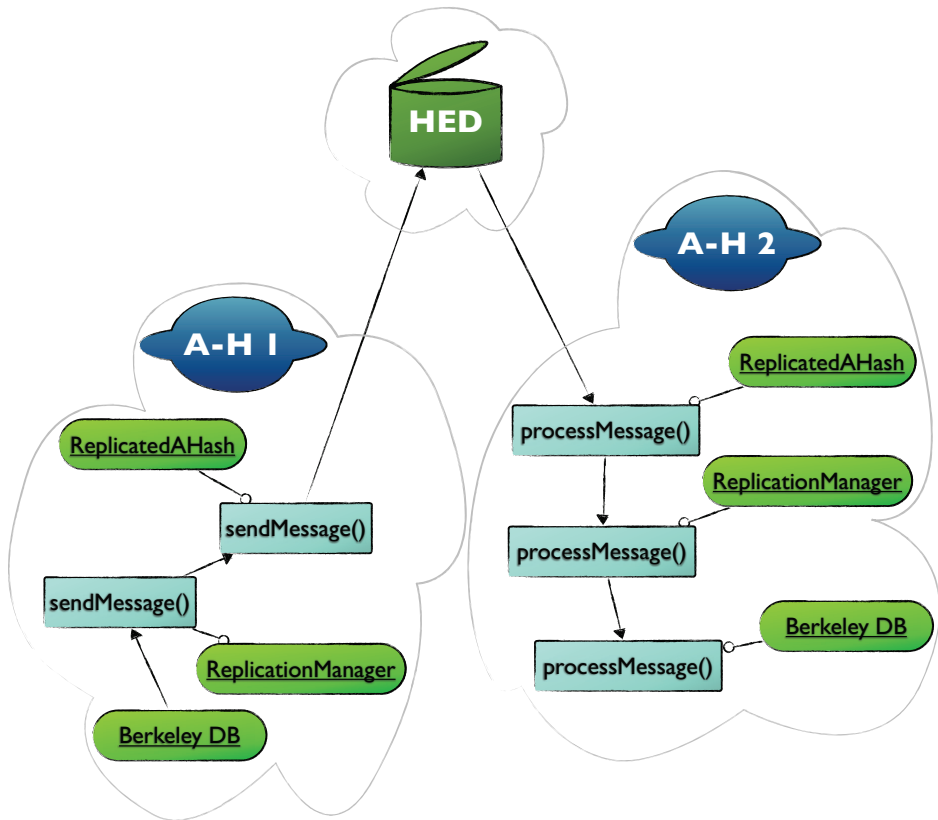 HED
A-H 2
A-H 1
ReplicatedAHash
processMessage()
ReplicatedAHash
ReplicationManager
sendMessage()
processMessage()
sendMessage()
Berkeley DB
ReplicationManager
processMessage()
Berkeley DB